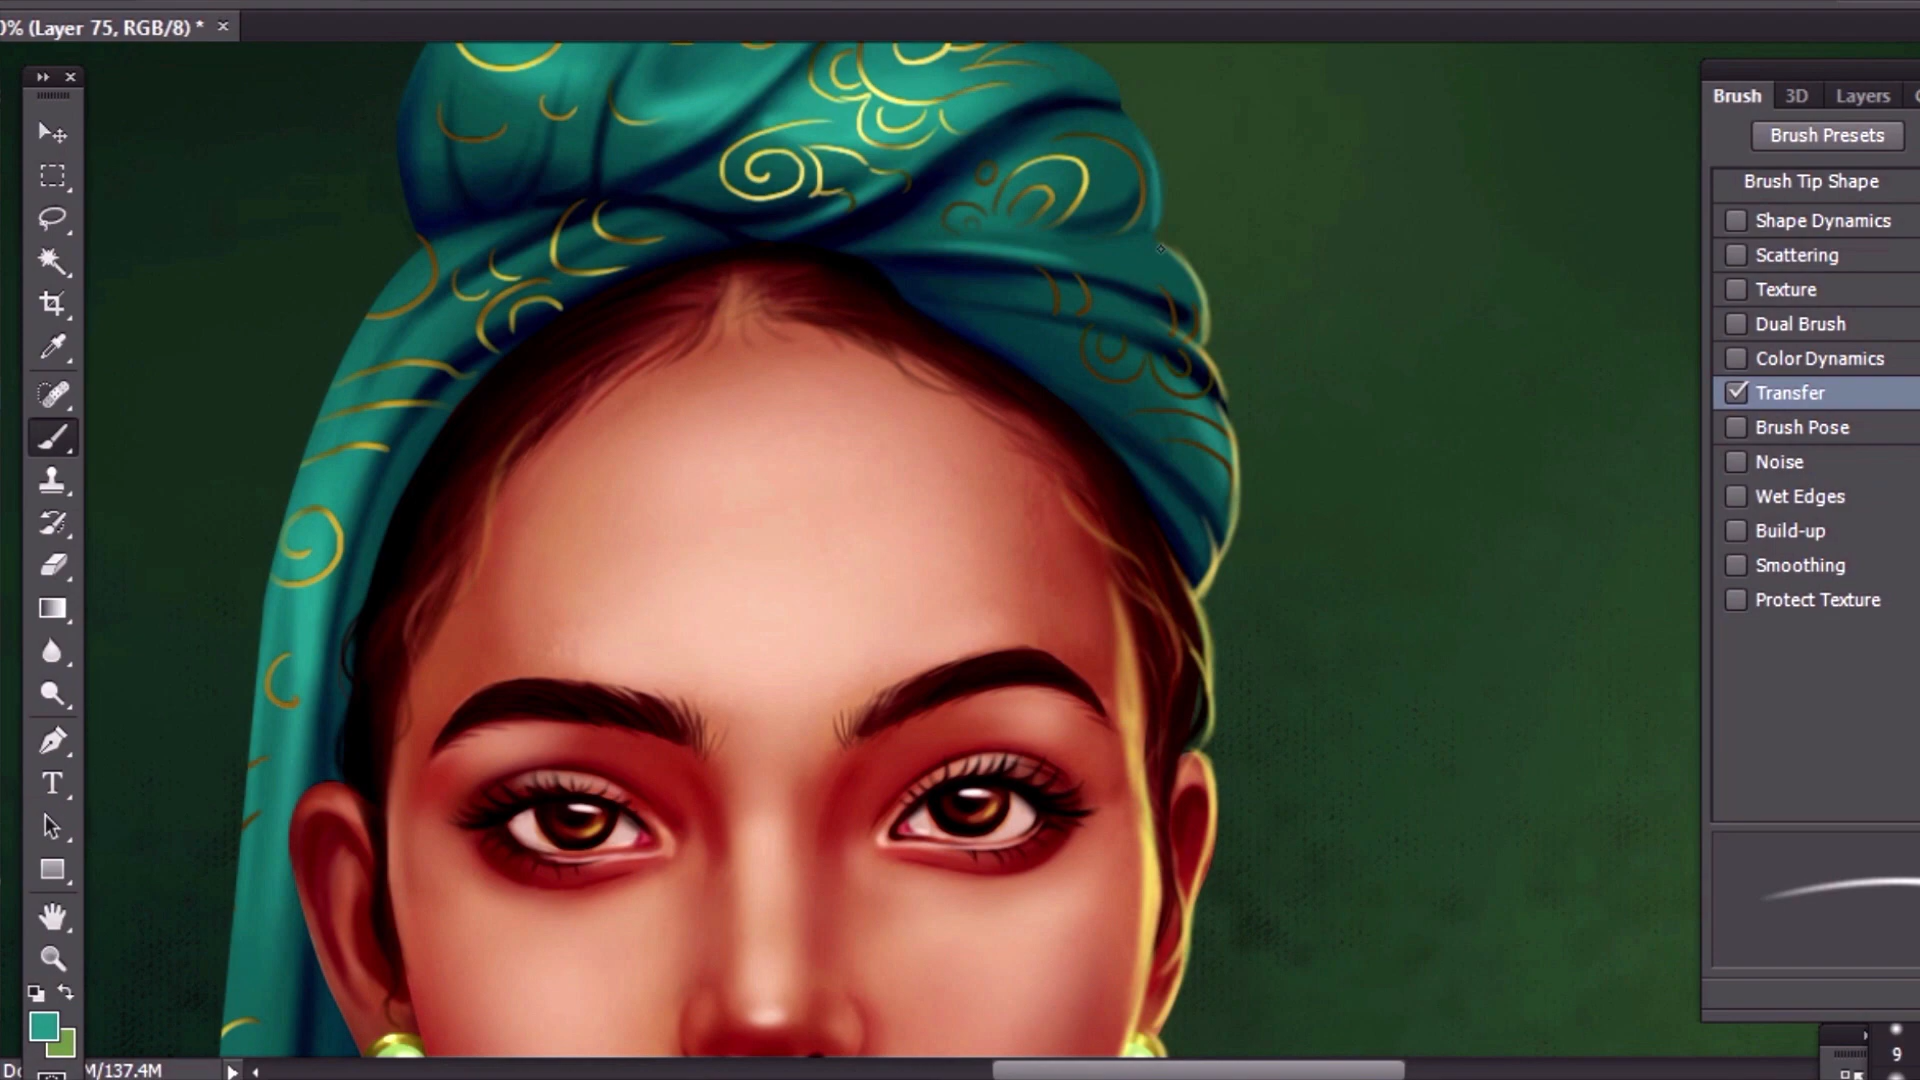 0% (Layer 75, RGB/8) * ×
Brush 3D Layers
Brush Presets
Brush Tip Shape
Shape Dynamics
Scattering
Texture
Dual Brush
Color Dynamics
Transfer
Brush Pose
Noise
Wet Edges
Build-up
Smoothing
Protect Texture
T
M/137.4M
9